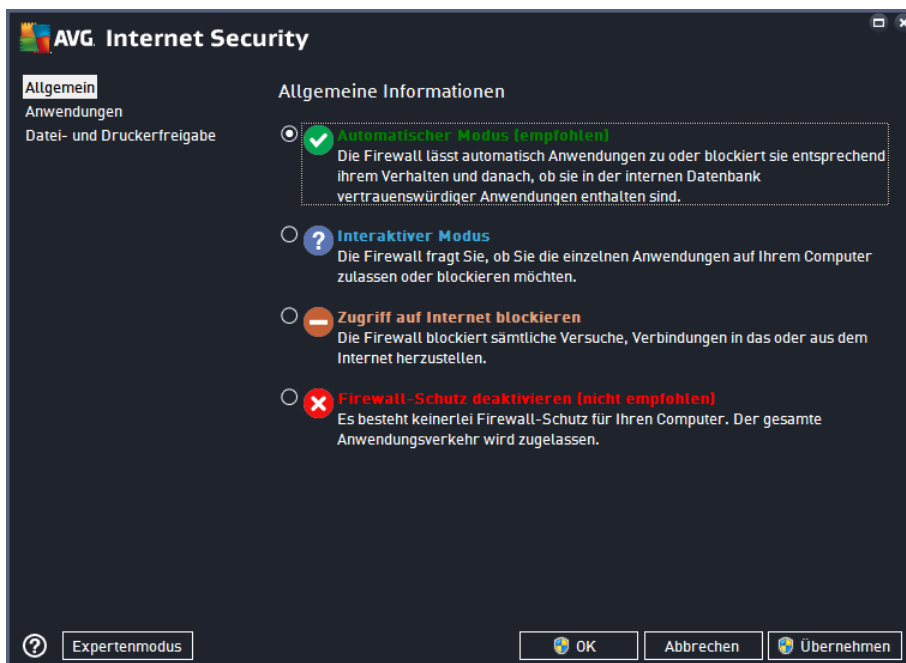 AVG. Internet Security
Allgemein
Anwendungen
Datei- und Druckerfreigabe
Allgemeine Informationen
Automatischer Modus (empfohlen)
Die Firewall lässt automatisch Anwendungen zu oder blockiert sie entsprechend
ihrem Verhalten und danach, ob sie in der internen Datenbank
vertrauenswürdiger Anwendungen enthalten sind.
Interaktiver Modus
Die Firewall fragt Sie, ob Sie die einzelnen Anwendungen auf Ihrem Computer
zulassen oder blockieren möchten.
Zugriff auf Internet blockieren
Die Firewall blockiert sämtliche Versuche, Verbindungen in das oder aus dem
Internet herzustellen.
Firewall-Schutz deaktivieren (nicht empfohlen)
Es besteht keinerlei Firewall-Schutz für Ihren Computer. Der gesamte
Anwendungsverkehr wird zugelassen.
Expertenmodus
OK
Abbrechen
Übernehmen